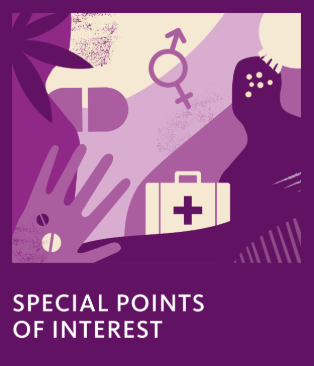 SPECIAL POINTS
OF INTEREST